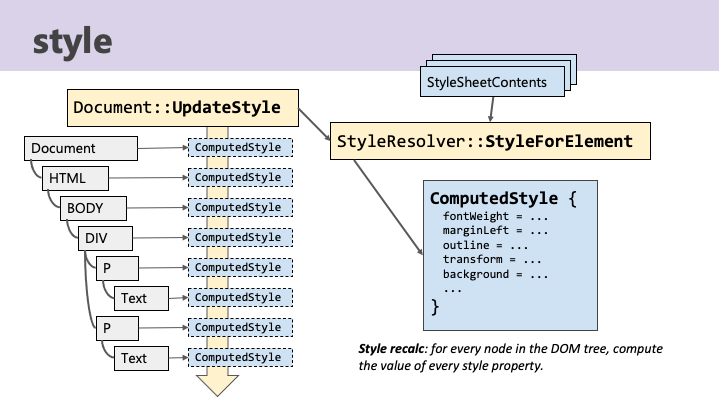 style
StyleSheetContents
Document::UpdateStyle
StyleResolver::StyleForElement
Document
ComputedStyle
HTML
ComputedStyle
BODY
ComputedStyle
DIV
ComputedStyle
P
ComputedStyle
Text
ComputedStyle
P
ComputedStyle
Text
ComputedStyle
ComputedStyle {
fontWeight = ...
marginLeft = ...
outline = ...
transform = ...
background = ...
...
}
Style recalc: for every node in the DOM tree, compute
the value of every style property.